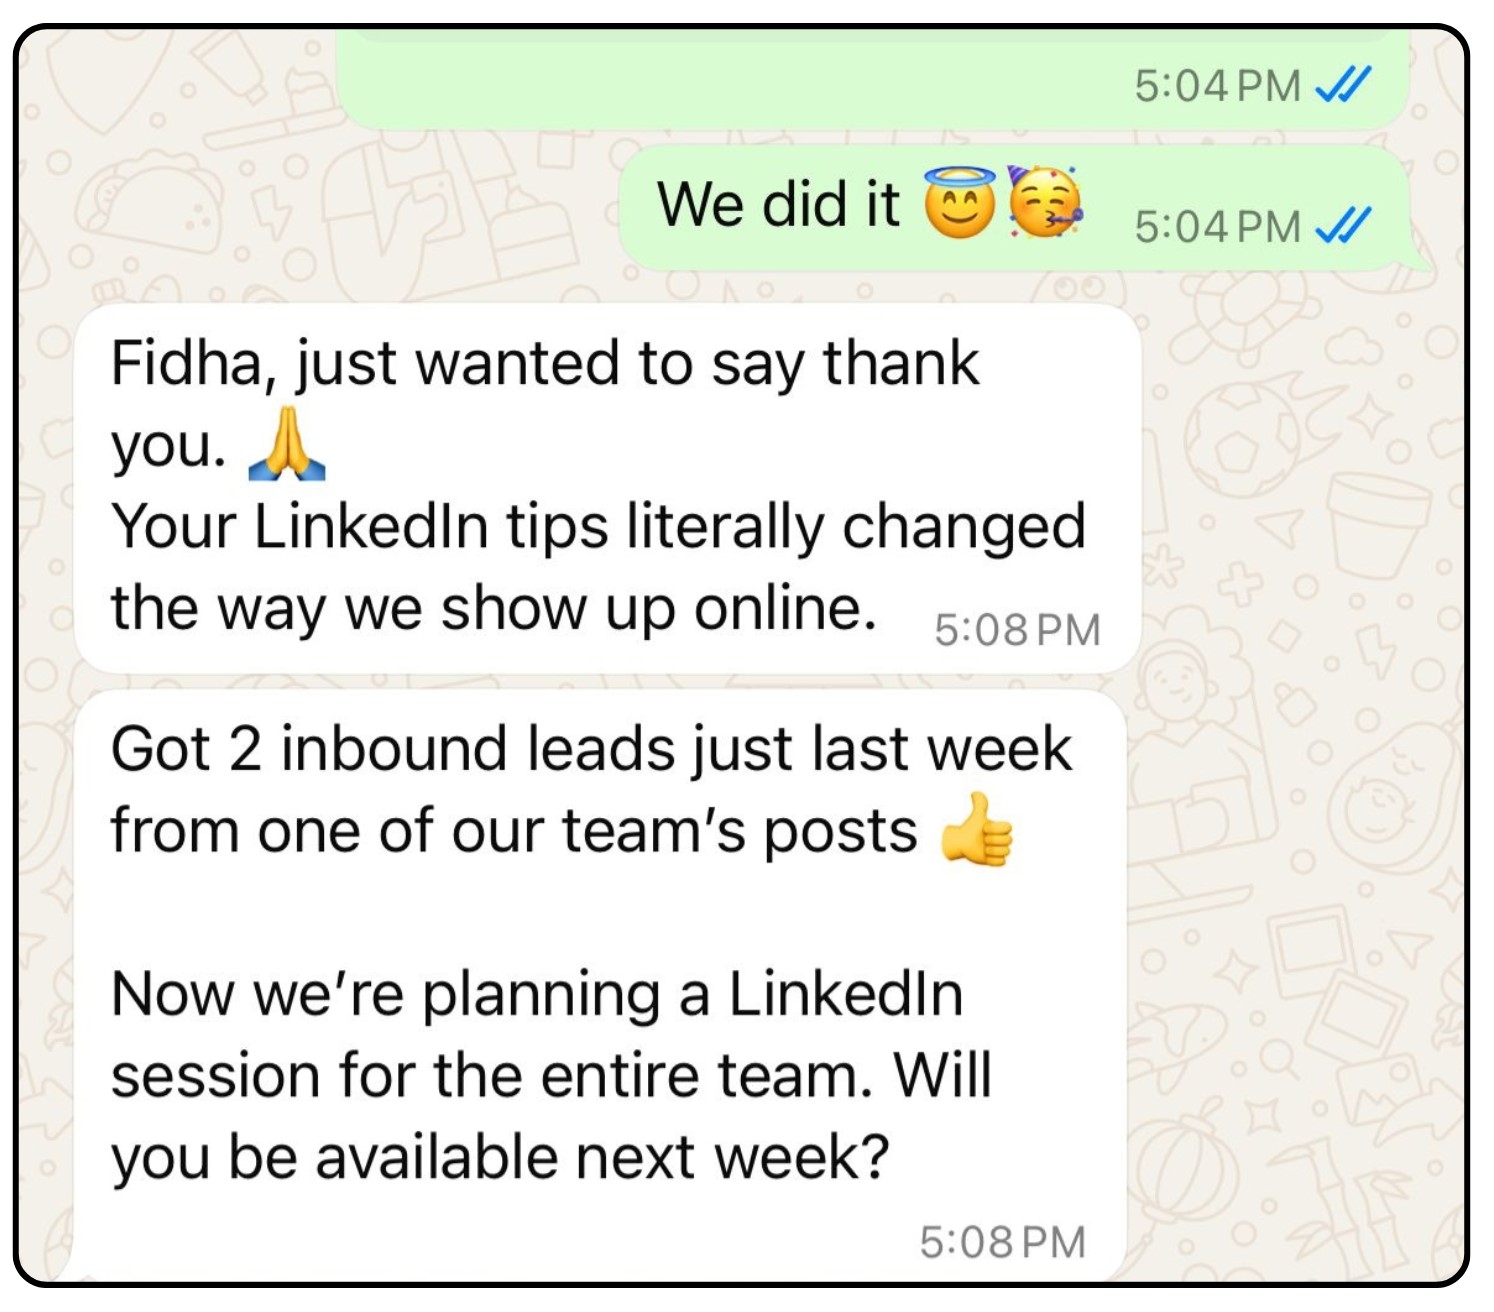 5:04 PM
We did it 😇🥳 5:04 PM
Fidha, just wanted to say thank
you. 🙏
Your LinkedIn tips literally changed
the way we show up online. 5:08 PM
Got 2 inbound leads just last week
from one of our team’s posts 👍
Now we’re planning a LinkedIn
session for the entire team. Will
you be available next week?
5:08 PM